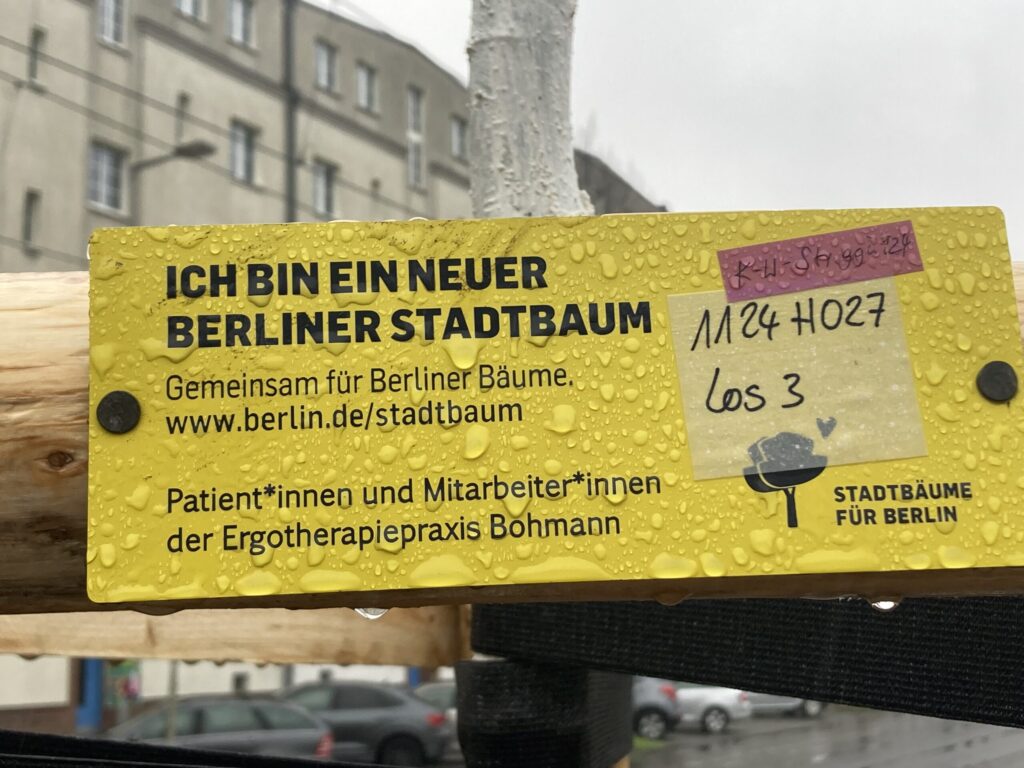 ICH BIN EIN NEUER
BERLINER STADTBAUM
Gemeinsam für Berliner Bäume.
www.berlin.de/stadtbaum
Patient*innen und Mitarbeiter*innen
der Ergotherapiepraxis Bohmann
K-W-Str.
1124 H027
Los 3
STADTBÄUME
FÜR BERLIN